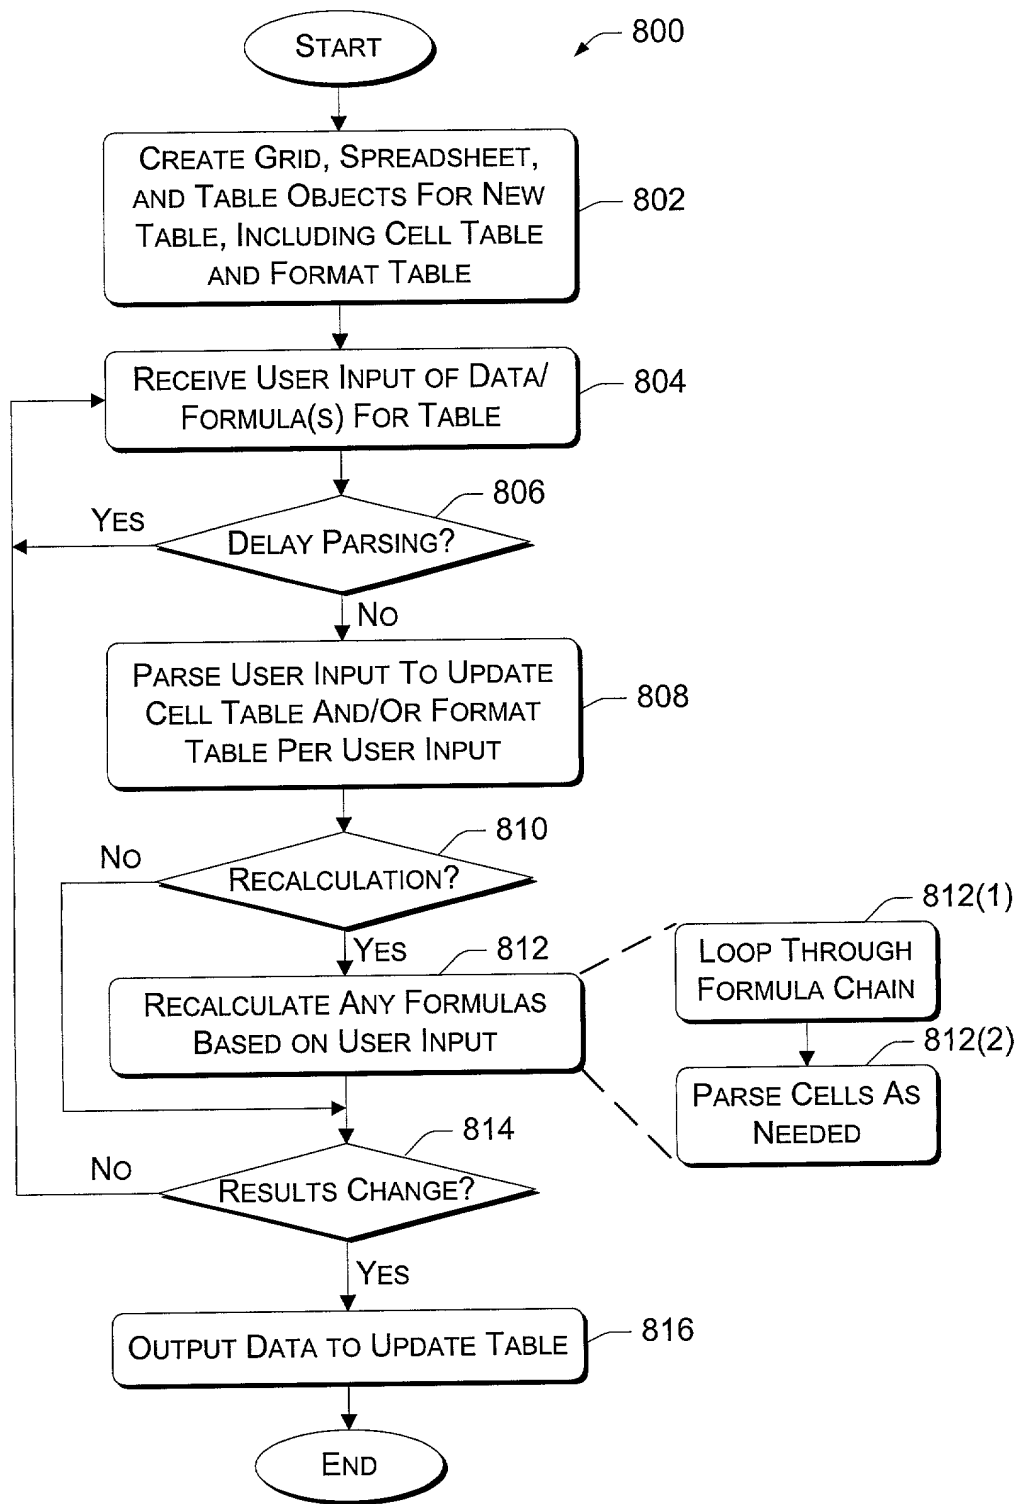 START
800
CREATE GRID, SPREADSHEET,
AND TABLE OBJECTS FOR NEW
TABLE, INCLUDING CELL TABLE
AND FORMAT TABLE
802
RECEIVE USER INPUT OF DATA/
FORMULA(S) FOR TABLE
804
806
YES
DELAY PARSING?
NO
PARSE USER INPUT TO UPDATE
CELL TABLE AND/OR FORMAT
TABLE PER USER INPUT
808
810
NO
RECALCULATION?
YES
812
RECALCULATE ANY FORMULAS
BASED ON USER INPUT
812(1)
LOOP THROUGH
FORMULA CHAIN
812(2)
PARSE CELLS AS
NEEDED
814
NO
RESULTS CHANGE?
YES
OUTPUT DATA TO UPDATE TABLE
816
END